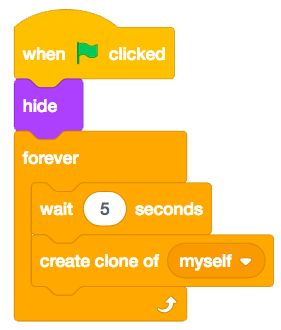 when clicked
hide
forever
wait 5 seconds
create clone of myself